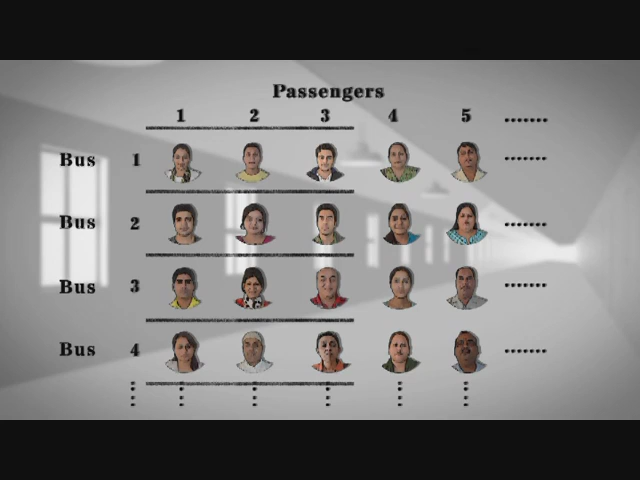 Passengers
1 2 3 4 5 .......
Bus 1 .......
Bus 2 .......
Bus 3 .......
Bus 4 .......